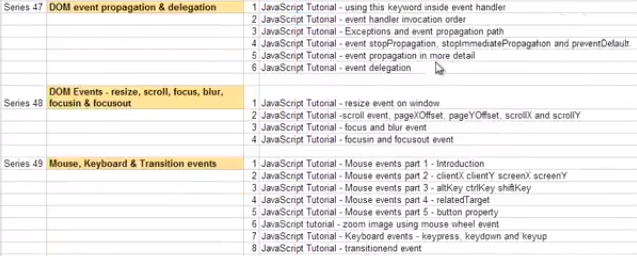 Series 47 DOM event propagation & delegation 1 JavaScript Tutorial - using this keyword inside event handler
2 JavaScript Tutorial - event handler invocation order
3 JavaScript Tutorial - Exceptions and event propagation path
4 JavaScript Tutorial - event stopPropagation, stopImmediatePropagation and preventDefault
5 JavaScript Tutorial - event propagation in more detail
6 JavaScript Tutorial - event delegation
DOM Events - resize, scroll, focus, blur,
Series 48 focusin & focusout 1 JavaScript Tutorial - resize event on window
2 JavaScript Tutorial -scroll event, pageXOffset, pageYOffset, scrollX and scrollY
3 JavaScript Tutorial - focus and blur event
4 JavaScript Tutorial - focusin and focusout event
Series 49 Mouse, Keyboard & Transition events 1 JavaScript Tutorial - Mouse events part 1 - Introduction
2 JavaScript Tutorial - Mouse events part 2 - clientX clientY screenX screenY
3 JavaScript Tutorial - Mouse events part 3 - altKey ctrlKey shiftKey
4 JavaScript Tutorial - Mouse events part 4 - relatedTarget
5 JavaScript Tutorial - Mouse events part 5 - button property
6 JavaScript tutorial - zoom image using mouse wheel event
7 JavaScript Tutorial - Keyboard events - keypress, keydown and keyup
8 JavaScript Tutorial - transitionend event